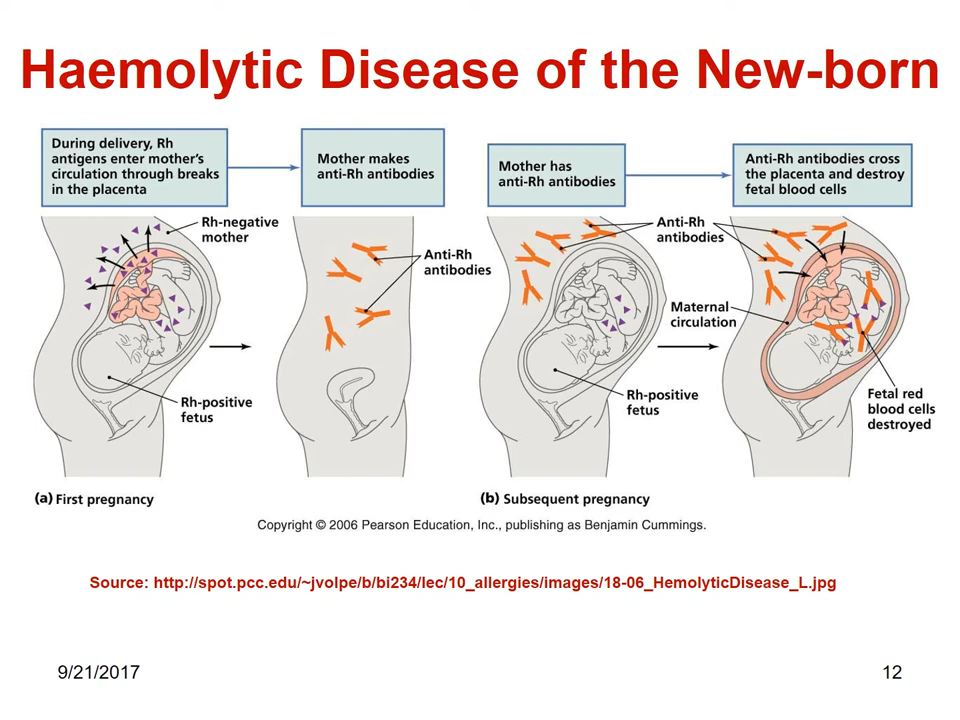 Haemolytic Disease of the New-born
During delivery, Rh
antigens enter mother's
circulation through breaks
in the placenta
Mother makes
anti-Rh antibodies
Mother has
anti-Rh antibodies
Anti-Rh antibodies cross
the placenta and destroy
fetal blood cells
Rh-negative
mother
Anti-Rh
antibodies
Rh-positive
fetus
Anti-Rh
antibodies
Maternal
circulation
Rh-positive
fetus
Fetal red
blood cells
destroyed
(a) First pregnancy
(b) Subsequent pregnancy
Copyright © 2006 Pearson Education, Inc., publishing as Benjamin Cummings.
Source: http://spot.pcc.edu/~jvolpe/b/bi234/lec/10_allergies/images/18-06_HemolyticDisease_L.jpg
9/21/2017
12